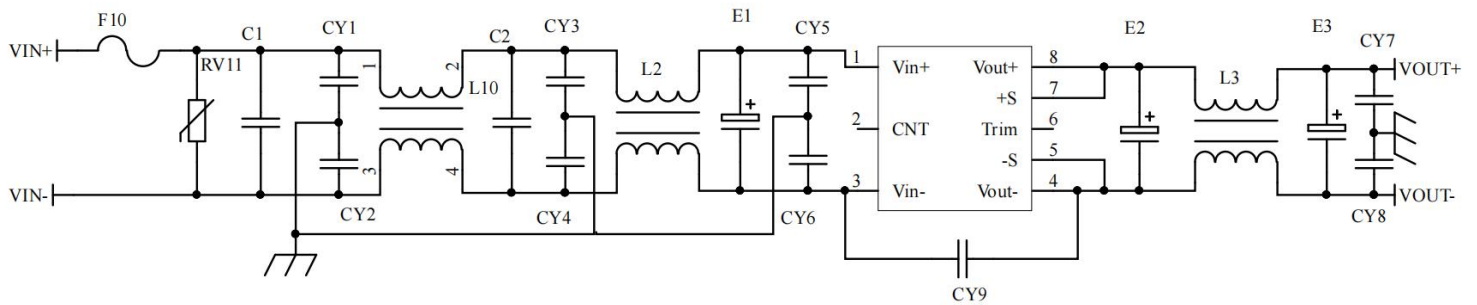 F10
C1
CY1
C2
CY3
E1
CY5
E2
E3
CY7
VIN+
RV11
1
2
L10
L2
1
Vin+
Vout+
8
L3
VOUT+
+S
7
2
CNT
Trim
6
-S
5
3
4
3
Vin-
Vout-
4
VIN-
VOUT-
CY2
CY4
CY6
CY8
CY9
+
+
+